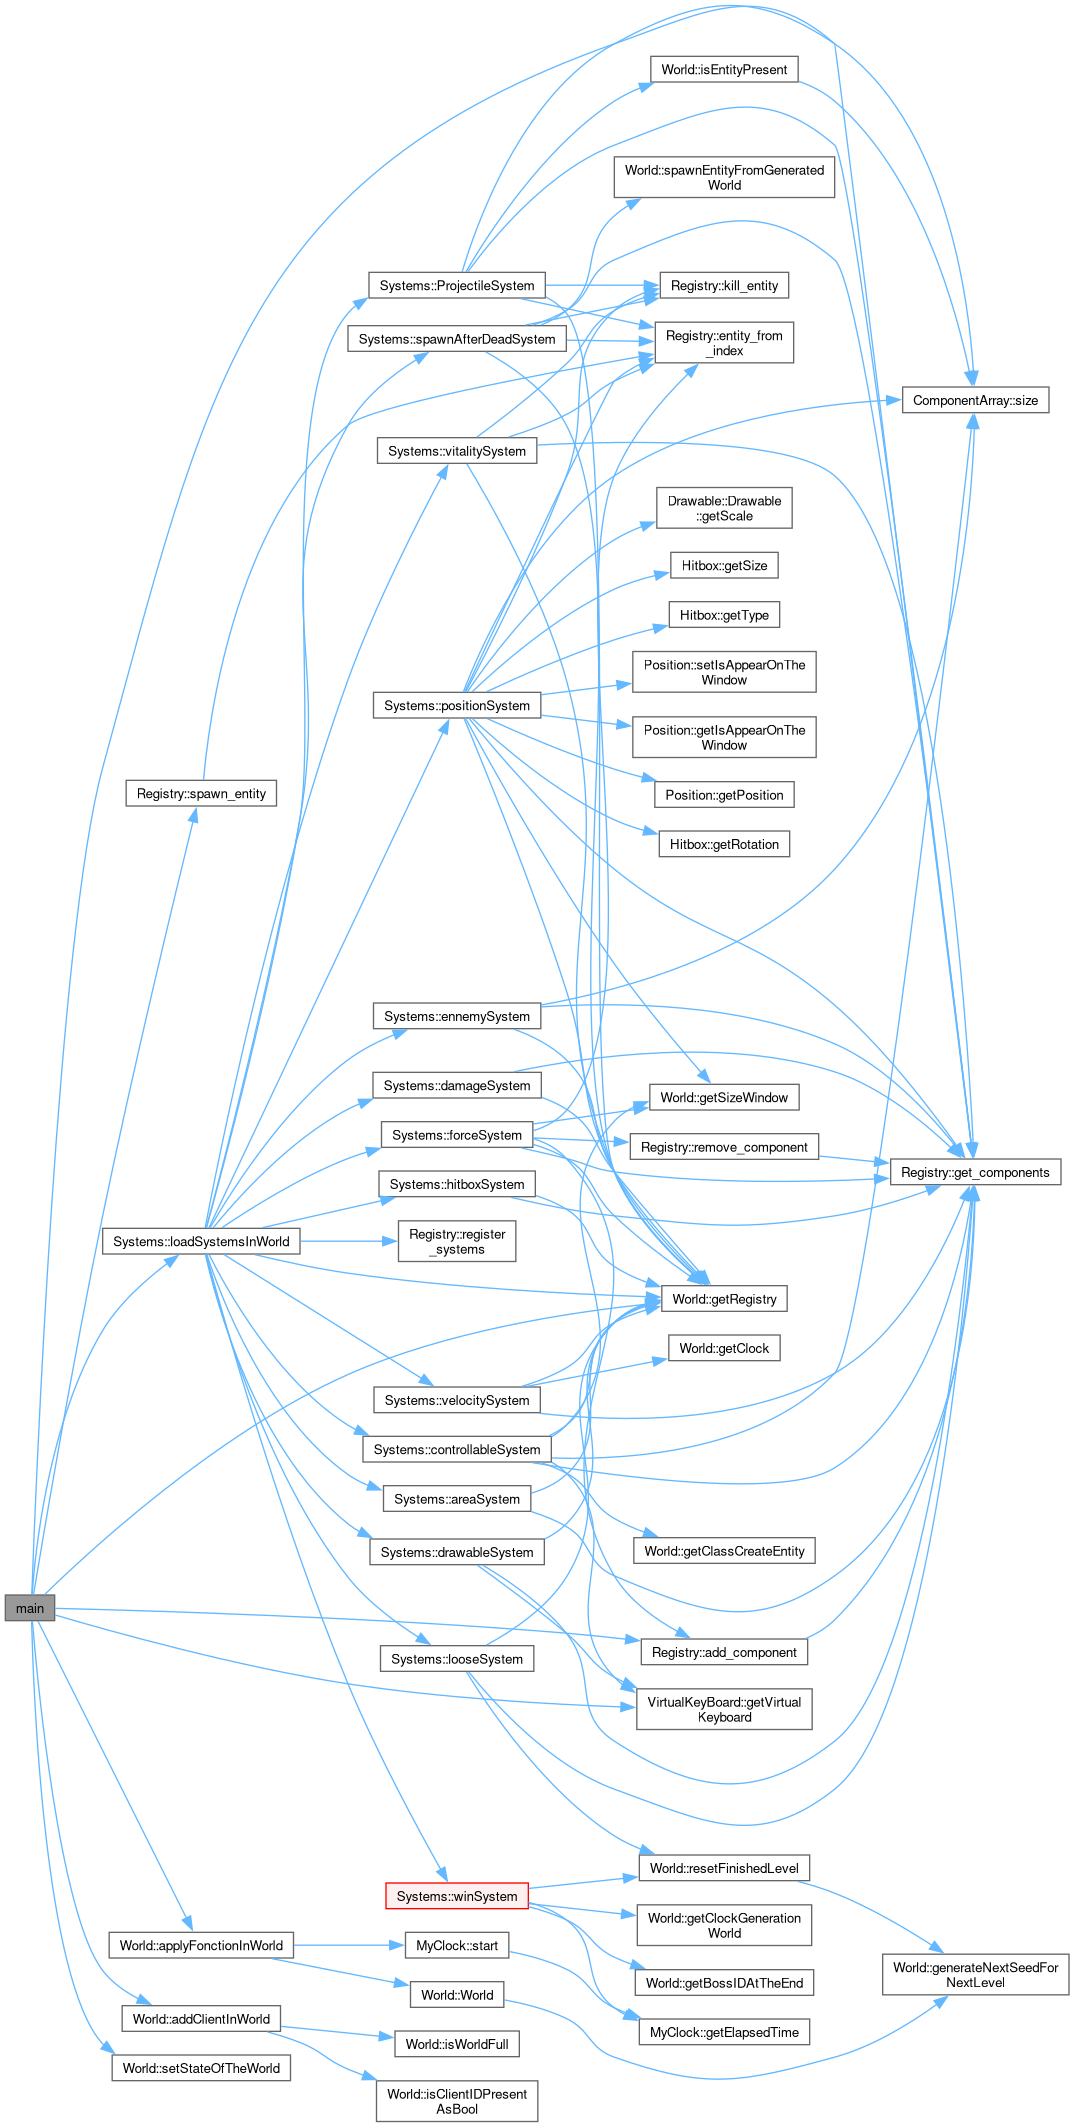 World::isEntityPresent
World::spawnEntityFromGenerated
World
Systems::ProjectileSystem
Registry::kill_entity
Systems::spawnAfterDeadSystem
Registry::entity_from
_index
ComponentArray::size
Systems::vitalitySystem
Drawable::Drawable
::getScale
Hitbox::getSize
Hitbox::getType
Position::setIsAppearOnThe
Window
Systems::positionSystem
Position::getIsAppearOnThe
Window
Registry::spawn_entity
Position::getPosition
Hitbox::getRotation
Systems::ennemySystem
Systems::damageSystem
World::getSizeWindow
Systems::forceSystem
Registry::remove_component
Registry::get_components
Systems::hitboxSystem
Systems::loadSystemsInWorld
Registry::register
_systems
World::getRegistry
World::getClock
Systems::velocitySystem
Systems::controllableSystem
Systems::areaSystem
Systems::drawableSystem
World::getClassCreateEntity
main
Registry::add_component
Systems::looseSystem
VirtualKeyBoard::getVirtual
Keyboard
World::resetFinishedLevel
Systems::winSystem
World::getClockGeneration
World
World::applyFonctionInWorld
MyClock::start
World::generateNextSeedFor
NextLevel
World::getBossIDAtTheEnd
World::World
World::addClientInWorld
MyClock::getElapsedTime
World::isWorldFull
World::setStateOfTheWorld
World::isClientIDPresent
AsBool